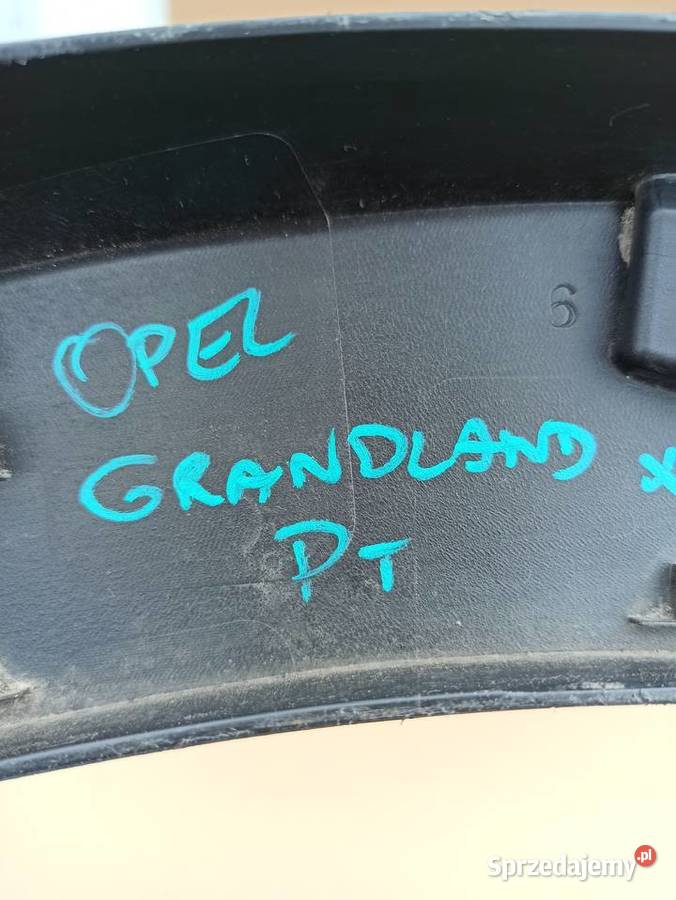 OPEL
6
GRANDLAND X
PT
Sprzedajemy.pl